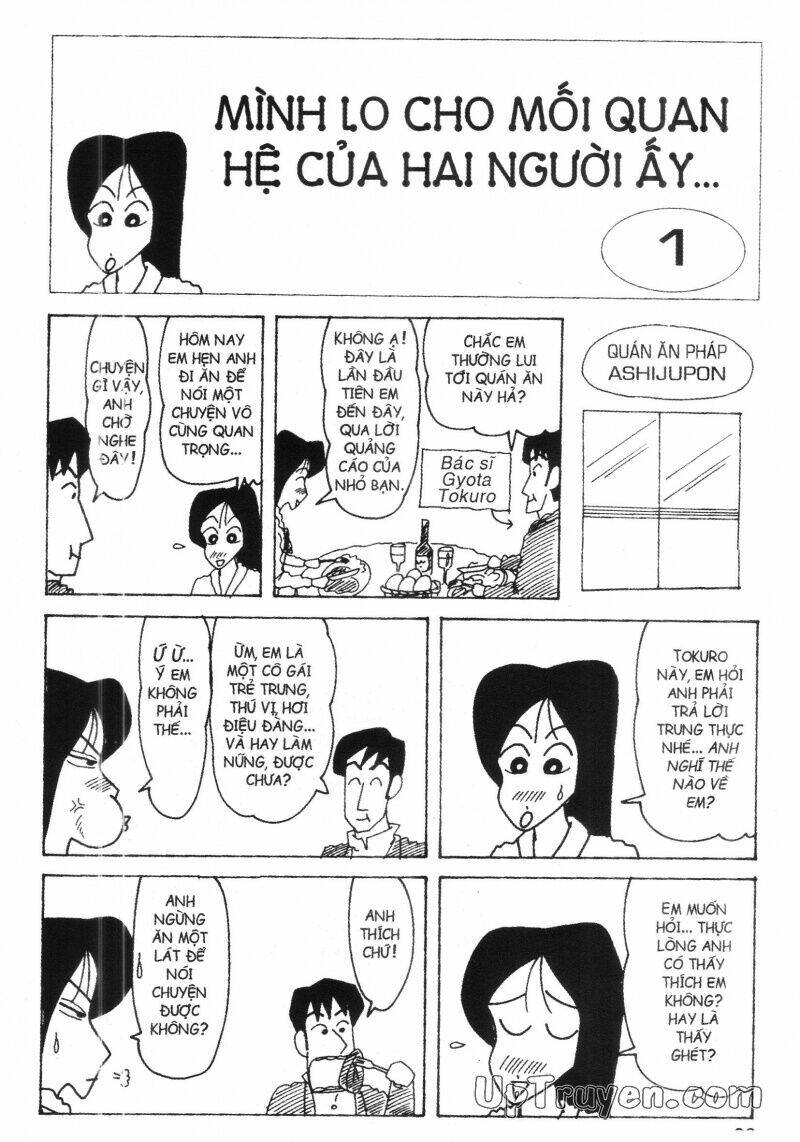 MÌNH LO CHO MỐI QUAN
HỆ CỦA HAI NGƯỜI ẤY...
1
QUÁN ĂN PHÁP
ASHIJUPON
CHẮC EM
THƯỜNG LUI
TỚI QUÁN ĂN
NÀY HẢ?
KHÔNG Ạ!
ĐÂY LÀ
LẦN ĐẦU
TIÊN EM
ĐẾN ĐÂY,
QUA LỜI
QUẢNG
CÁO CỦA
NHỎ BẠN.
Bác sĩ
Gyota
Tokuro
HÔM NAY
EM HẸN ANH
ĐI ĂN ĐỂ
NÓI MỘT
CHUYỆN VÔ
CÙNG QUAN
TRỌNG...
CHUYỆN
GÌ VẬY,
ANH
CHỜ
NGHE
ĐÂY!
TOKURO
NÀY, EM HỎI
ANH PHẢI
TRẢ LỜI
TRUNG THỰC
NHÉ... ANH
NGHĨ THẾ
NÀO VỀ
EM?
ỪM, EM LÀ
MỘT CÔ GÁI
TRẺ TRUNG,
THÚ VỊ, HƠI
ĐIỆU ĐÀNG...
VÀ HAY LÀM
NŨNG, ĐƯỢC
CHƯA?
Ứ Ừ...
Ý EM
KHÔNG
PHẢI
THẾ...
EM MUỐN
HỎI... THỰC
LÒNG ANH
CÓ THẤY
THÍCH EM
KHÔNG?
HAY LÀ
THẤY
GHÉT?
ANH
THÍCH
CHỨ!
ANH
NGỪNG
ĂN MỘT
LÁT ĐỂ
NÓI
CHUYỆN
ĐƯỢC
KHÔNG?
UpTruyen.com